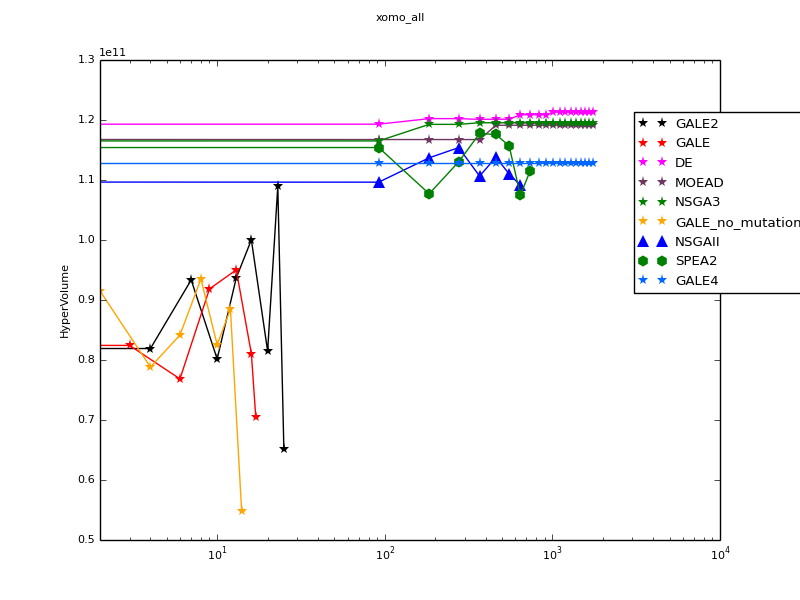 xomo_all
1e11
1.3
1.2
1.1
1.0
0.9
0.8
0.7
0.6
0.5
HyperVolume
10^1
10^2
10^3
10^4
GALE2
GALE
DE
MOEAD
NSGA3
GALE_no_mutation
NSGAII
SPEA2
GALE4